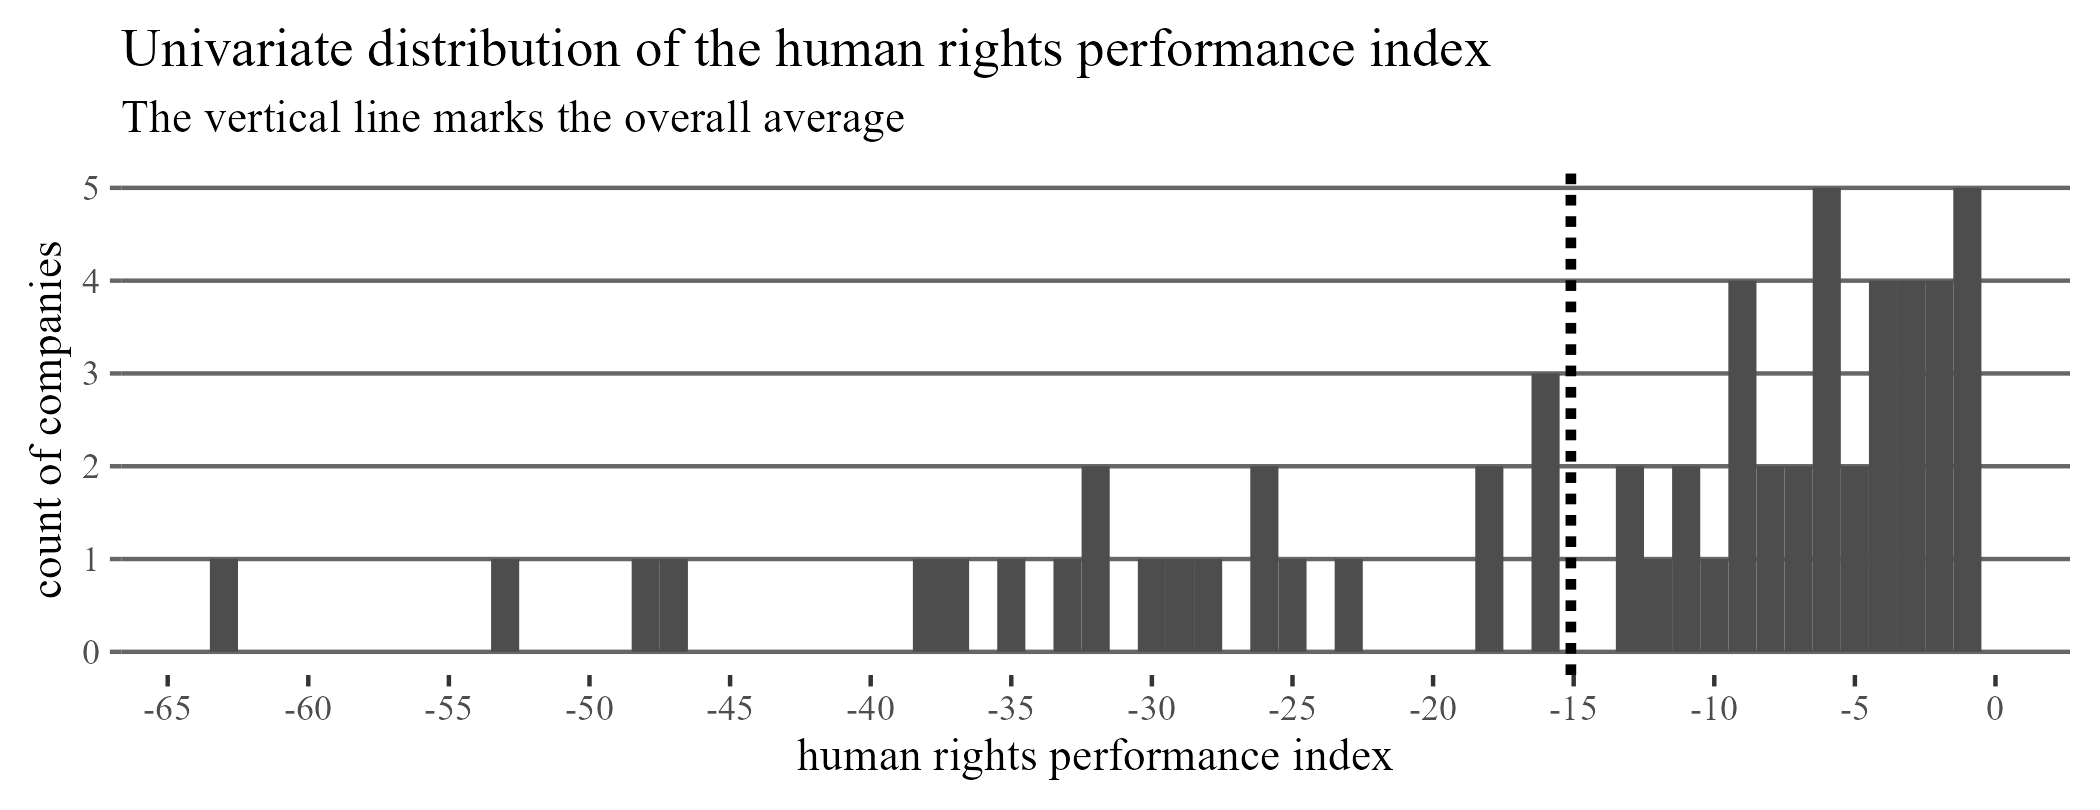 Univariate distribution of the human rights performance index
The vertical line marks the overall average
count of companies
5
4
3
2
1
0
-65 -60 -55 -50 -45 -40 -35 -30 -25 -20 -15 -10 -5 0
human rights performance index